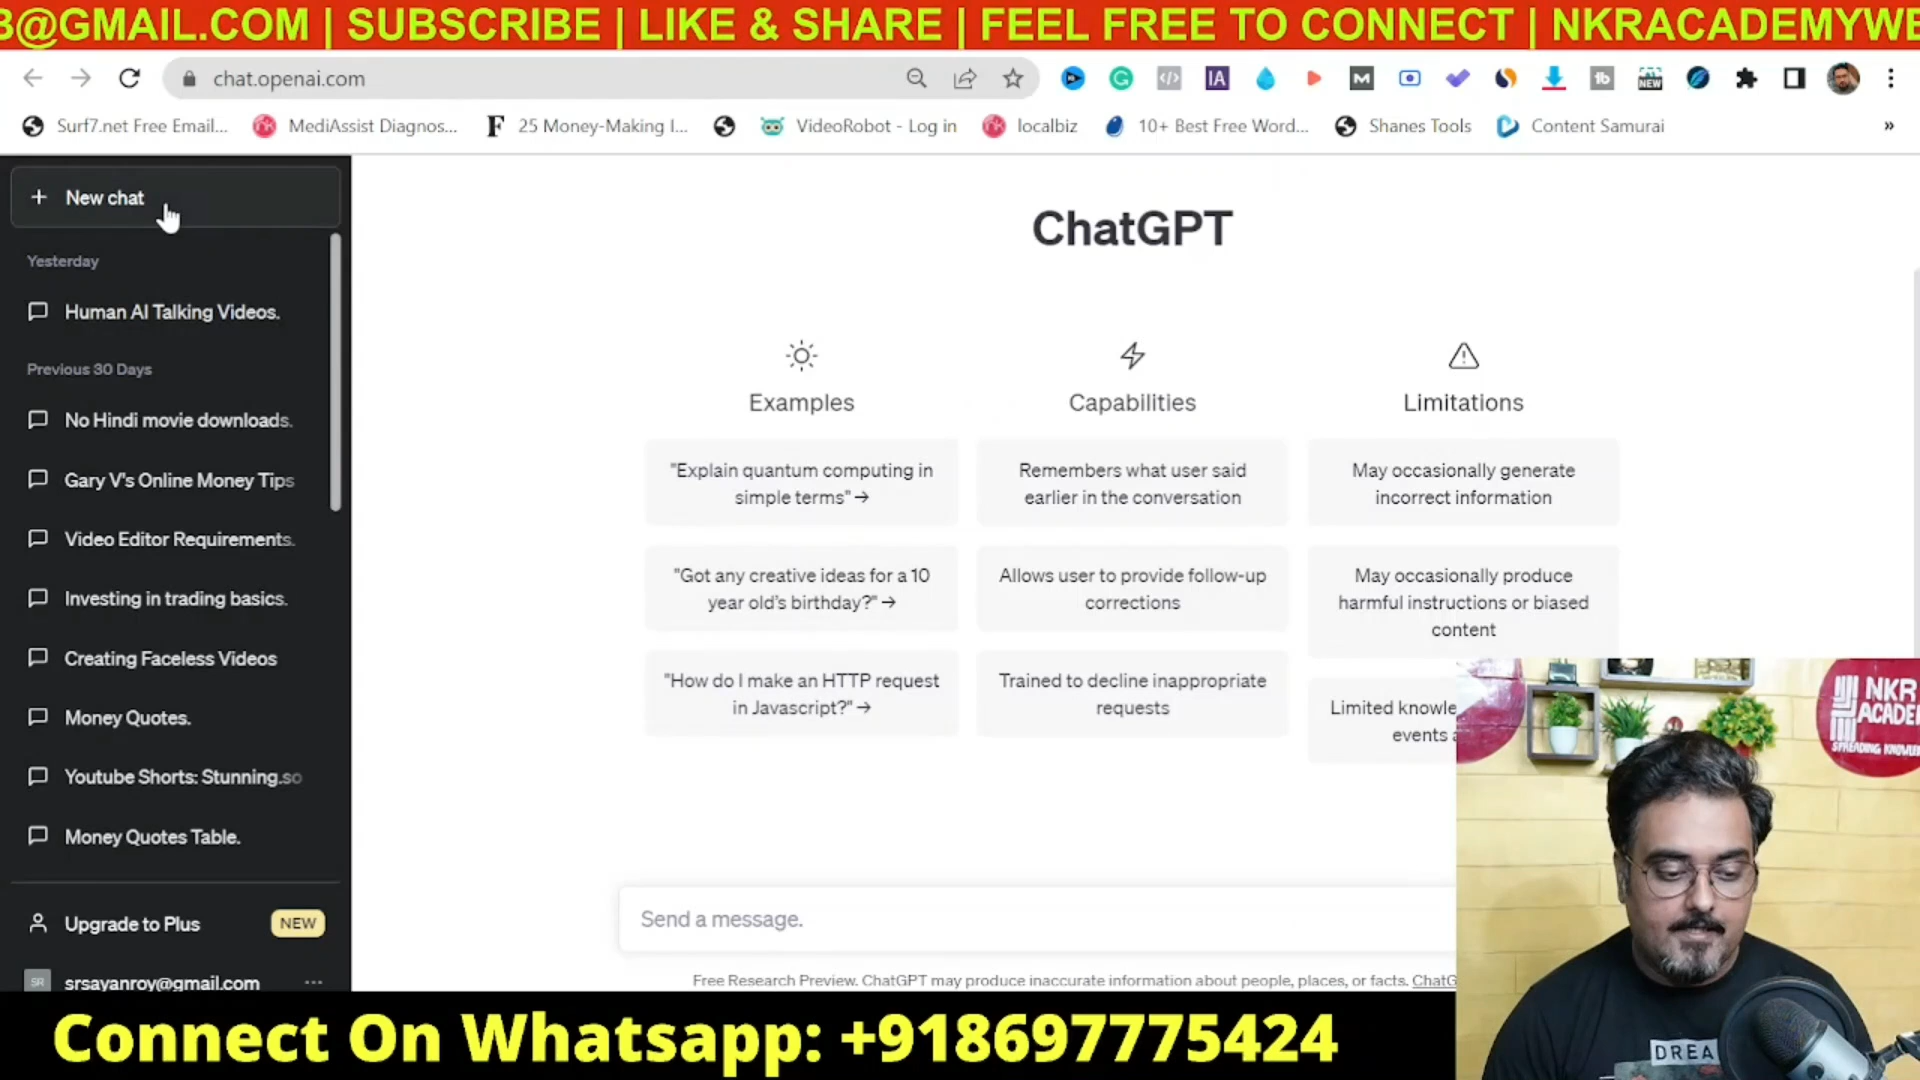 B@GMAIL.COM | SUBSCRIBE | LIKE & SHARE | FEEL FREE TO CONNECT | NKRACADEMYWE
chat.openai.com
IA
M
tb
NEW
Surf7.net Free Email...
MediAssist Diagnos...
F 25 Money-Making I...
VideoRobot - Log in
localbiz
10+ Best Free Word...
Shanes Tools
Content Samurai
»
+ New chat
Yesterday
Human AI Talking Videos.
Previous 30 Days
No Hindi movie downloads.
Gary V's Online Money Tips
Video Editor Requirements.
Investing in trading basics.
Creating Faceless Videos
Money Quotes.
Youtube Shorts: Stunning.so
Money Quotes Table.
Upgrade to Plus NEW
SR srsayanroy@gmail.com ...
ChatGPT
Examples
"Explain quantum computing in
simple terms" →
"Got any creative ideas for a 10
year old's birthday?" →
"How do I make an HTTP request
in Javascript?" →
Capabilities
Remembers what user said
earlier in the conversation
Allows user to provide follow-up
corrections
Trained to decline inappropriate
requests
Limitations
May occasionally generate
incorrect information
May occasionally produce
harmful instructions or biased
content
Limited knowle
events a
Send a message.
Free Research Preview. ChatGPT may produce inaccurate information about people, places, or facts. ChatG
NKR
ACADE
SPREADING KNOWL
DREA
Connect On Whatsapp: +918697775424